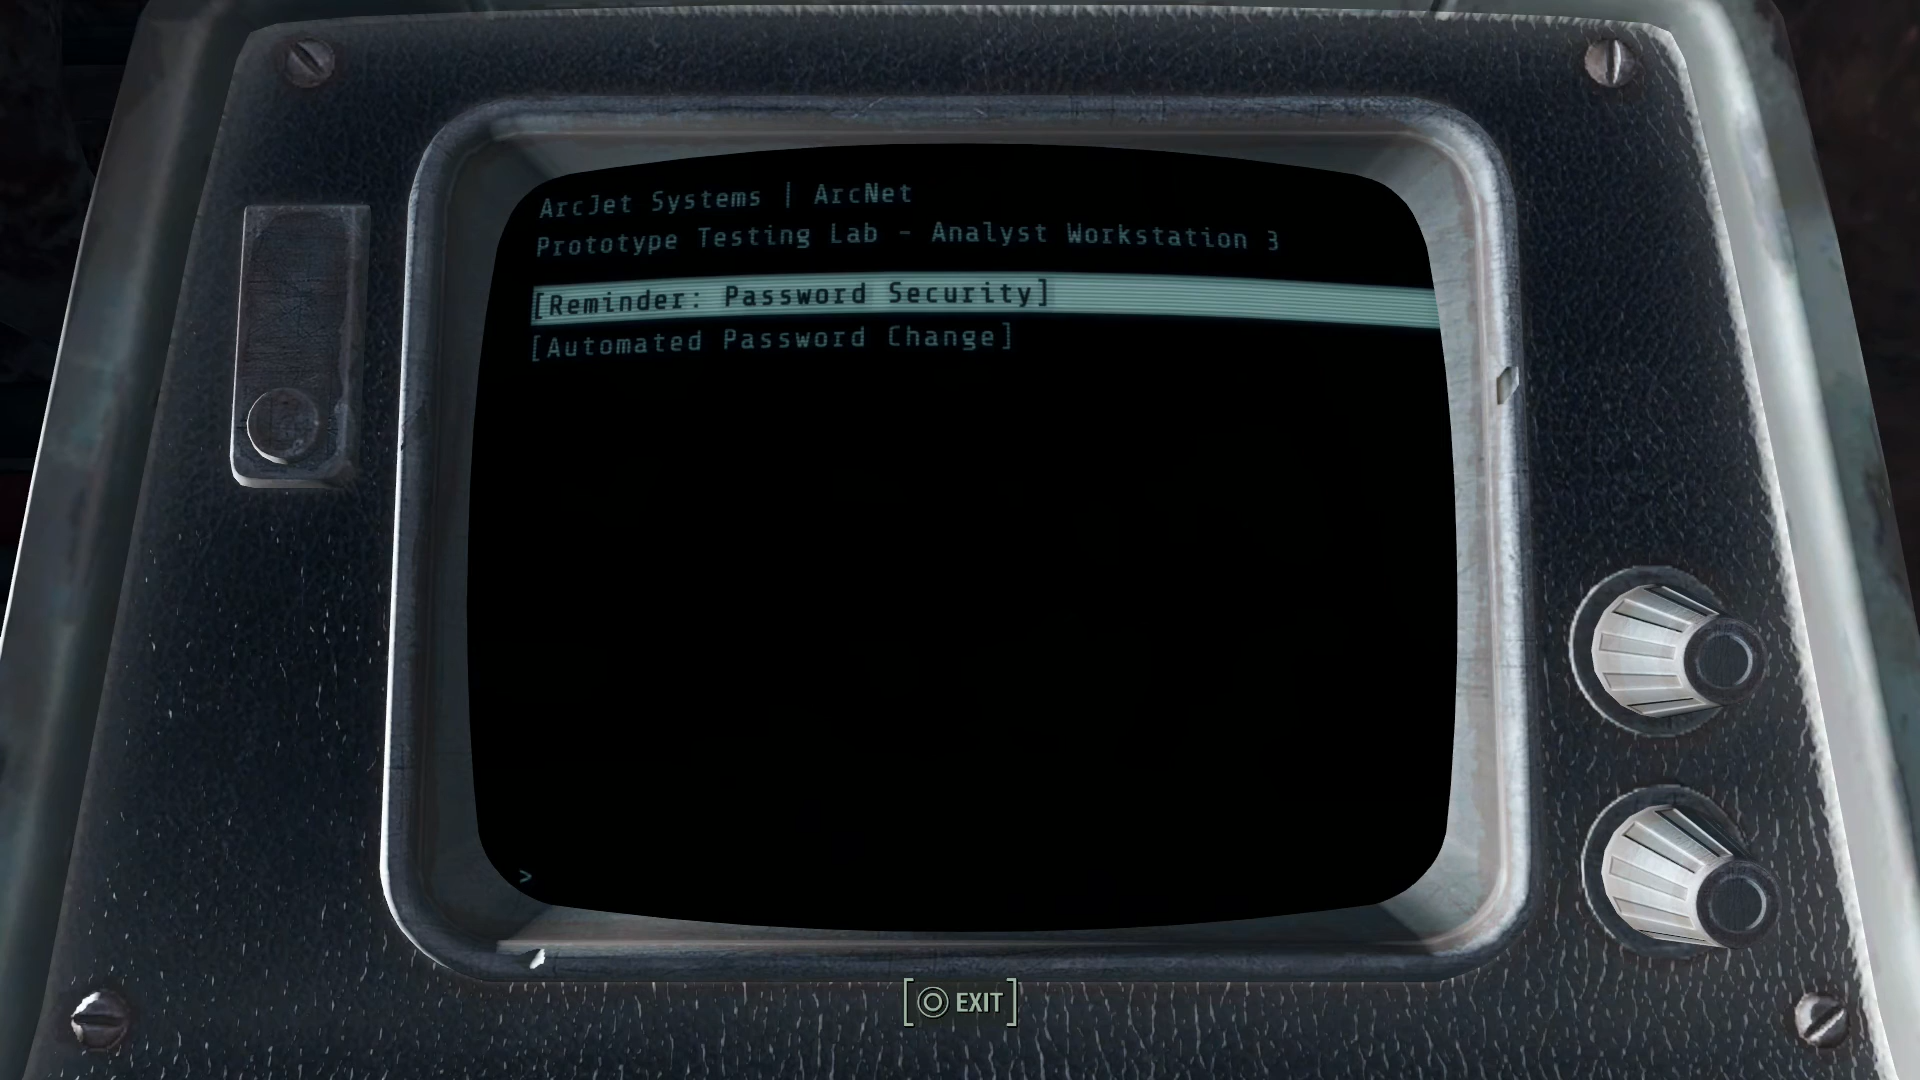 ArcJet Systems | ArcNet
Prototype Testing Lab - Analyst Workstation 3
[Reminder: Password Security]
[Automated Password Change]
>
[ EXIT]